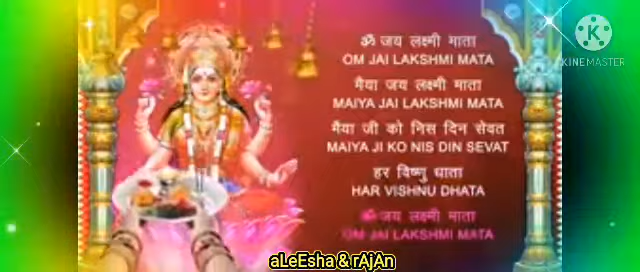 ॐ जय लक्ष्मी माता
OM JAI LAKSHMI MATA
मैया जय लक्ष्मी माता
MAIYA JAI LAKSHMI MATA
मैया जी को निस दिन सेवत
MAIYA JI KO NIS DIN SEVAT
हर विष्णु धाता
HAR VISHNU DHATA
ॐ जय लक्ष्मी माता
OM JAI LAKSHMI MATA
KINEMASTER
aLeEsha & rAjAn